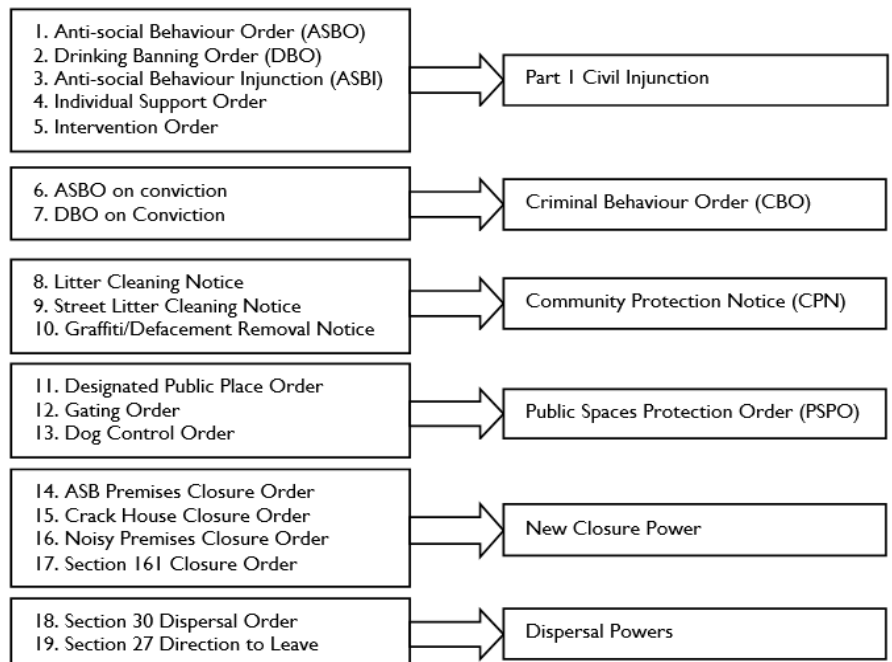 1. Anti-social Behaviour Order (ASBO)
2. Drinking Banning Order (DBO)
3. Anti-social Behaviour Injunction (ASBI)
4. Individual Support Order
5. Intervention Order
Part 1 Civil Injunction
6. ASBO on conviction
7. DBO on Conviction
Criminal Behaviour Order (CBO)
8. Litter Cleaning Notice
9. Street Litter Cleaning Notice
10. Graffiti/Defacement Removal Notice
Community Protection Notice (CPN)
11. Designated Public Place Order
12. Gating Order
13. Dog Control Order
Public Spaces Protection Order (PSPO)
14. ASB Premises Closure Order
15. Crack House Closure Order
16. Noisy Premises Closure Order
17. Section 161 Closure Order
New Closure Power
18. Section 30 Dispersal Order
19. Section 27 Direction to Leave
Dispersal Powers